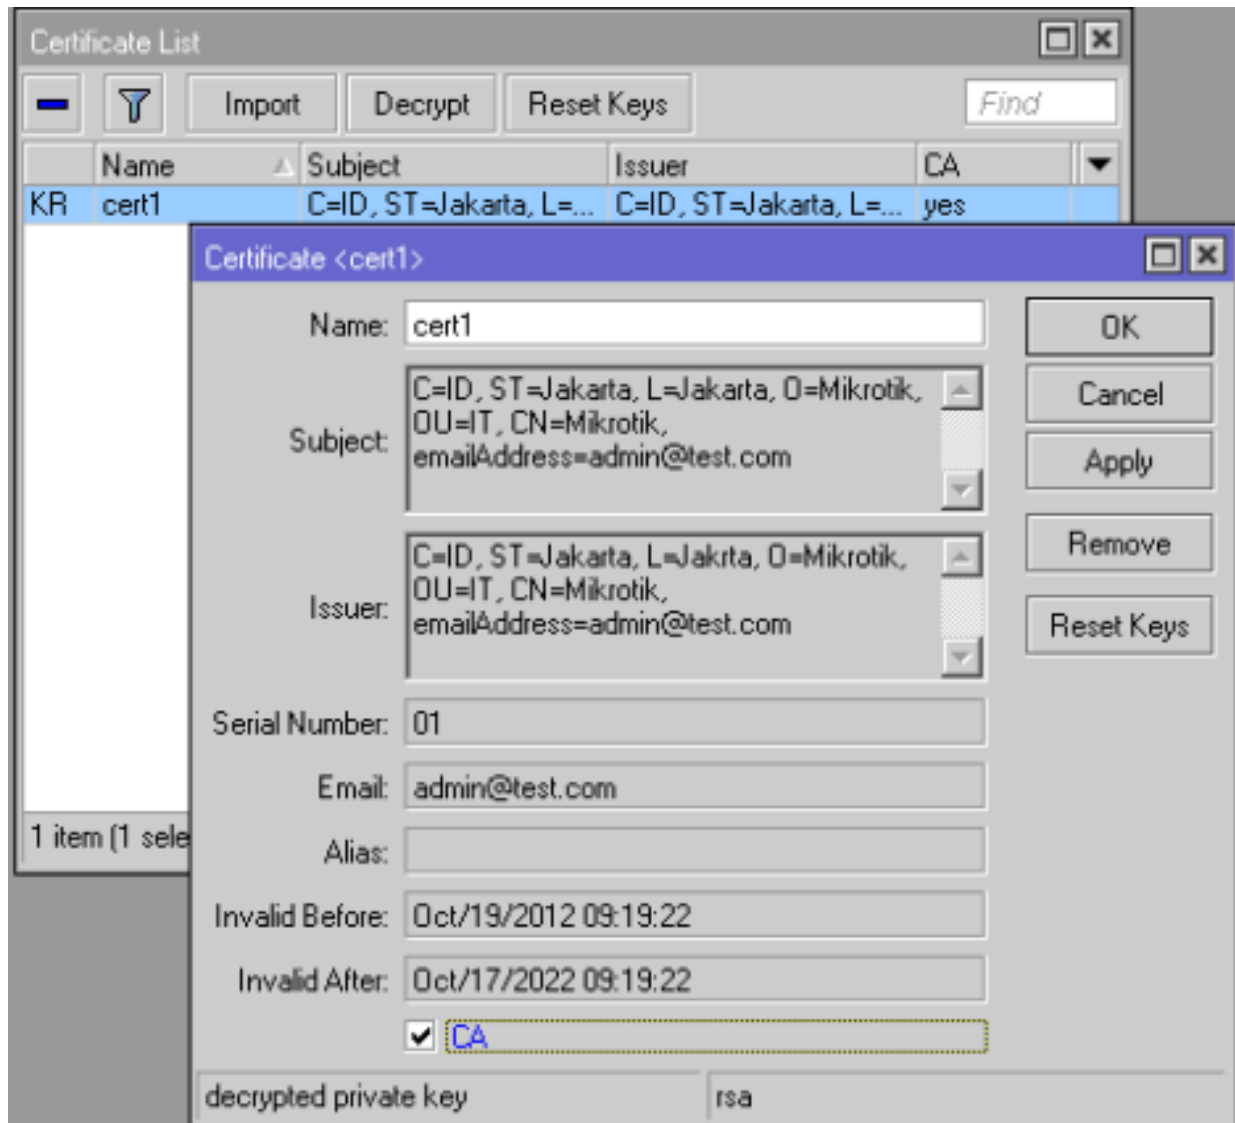 Certificate List
Import Decrypt Reset Keys Find
Name Subject Issuer CA
KR cert1 C=ID, ST=Jakarta, L=... C=ID, ST=Jakarta, L=... yes
Certificate <cert1>
Name: cert1
OK
Subject: C=ID, ST=Jakarta, L=Jakarta, O=Mikrotik,
OU=IT, CN=Mikrotik,
emailAddress=admin@test.com
Cancel
Apply
Issuer: C=ID, ST=Jakarta, L=Jakrta, O=Mikrotik,
OU=IT, CN=Mikrotik,
emailAddress=admin@test.com
Remove
Reset Keys
Serial Number: 01
Email: admin@test.com
1 item (1 sele
Alias:
Invalid Before: Oct/19/2012 09:19:22
Invalid After: Oct/17/2022 09:19:22
CA
decrypted private key rsa